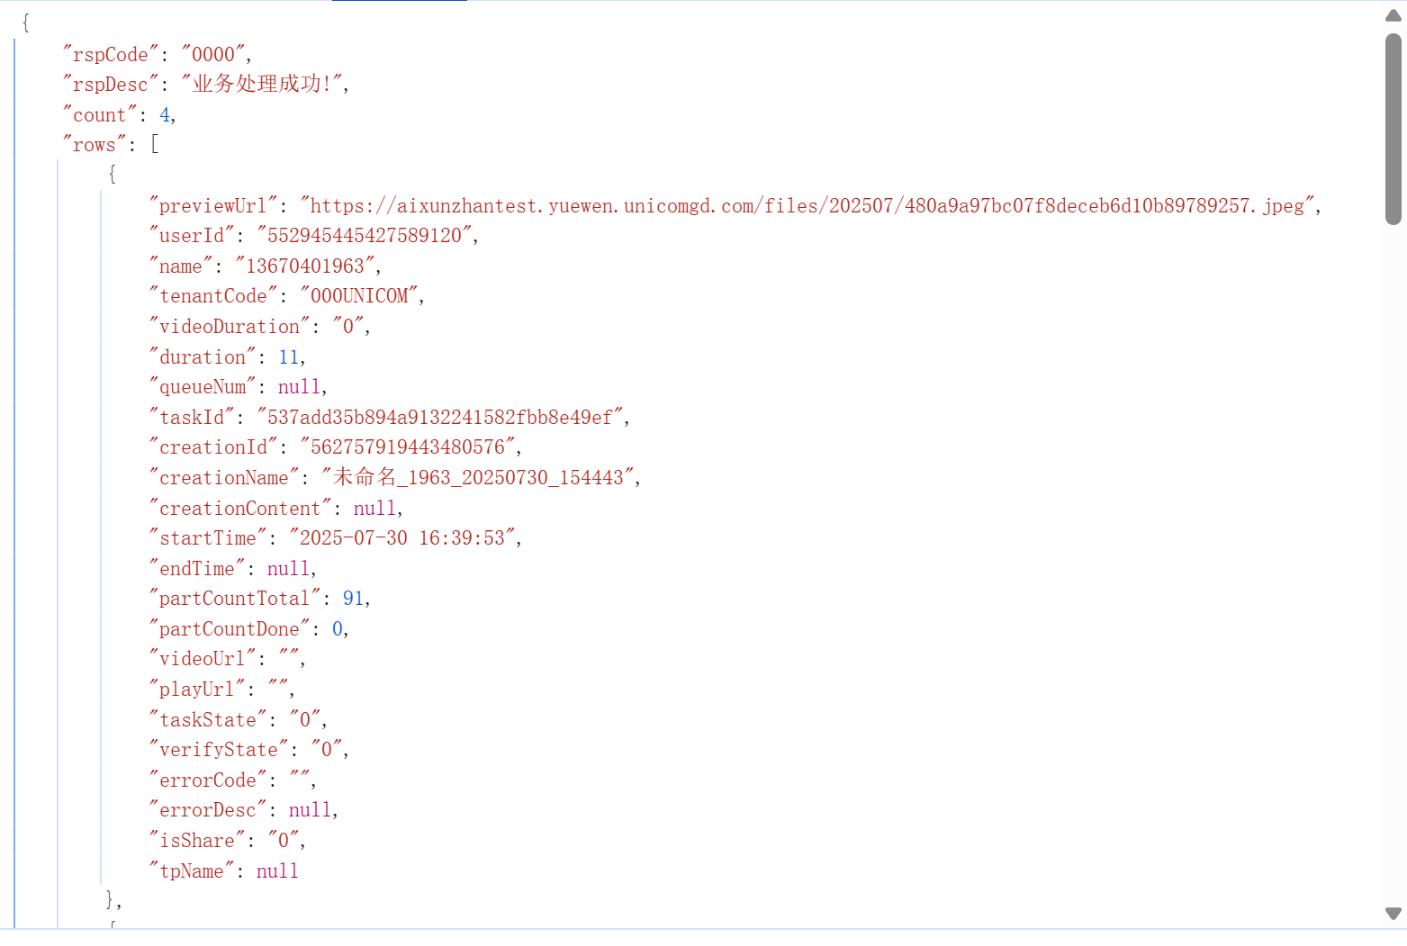 {
"rspCode": "0000",
"rspDesc": "业务处理成功!",
"count": 4,
"rows": [
{
"previewUrl": "https://aixunzhantest.yuewen.unicomgd.com/files/202507/480a9a97bc07f8deceb6d10b89789257.jpeg",
"userId": "552945445427589120",
"name": "13670401963",
"tenantCode": "000UNICOM",
"videoDuration": "0",
"duration": 11,
"queueNum": null,
"taskId": "537add35b894a9132241582fbb8e49ef",
"creationId": "562757919443480576",
"creationName": "未命名_1963_20250730_154443",
"creationContent": null,
"startTime": "2025-07-30 16:39:53",
"endTime": null,
"partCountTotal": 91,
"partCountDone": 0,
"videoUrl": "",
"playUrl": "",
"taskState": "0",
"verifyState": "0",
"errorCode": "",
"errorDesc": null,
"isShare": "0",
"tpName": null
},
{